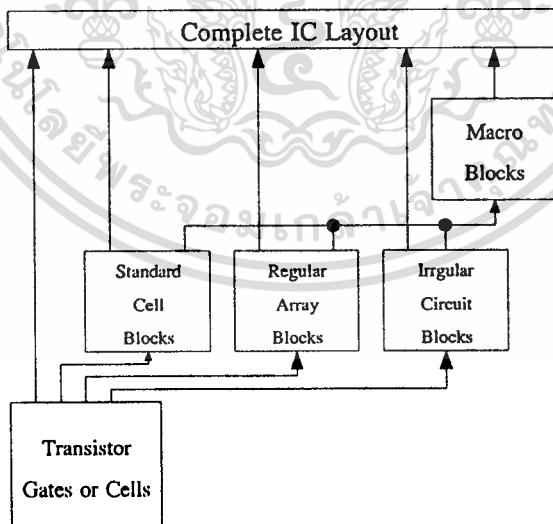 Complete IC Layout
Macro
Blocks
Standard
Cell
Blocks
Regular
Array
Blocks
Irrgular
Circuit
Blocks
Transistor
Gates or Cells